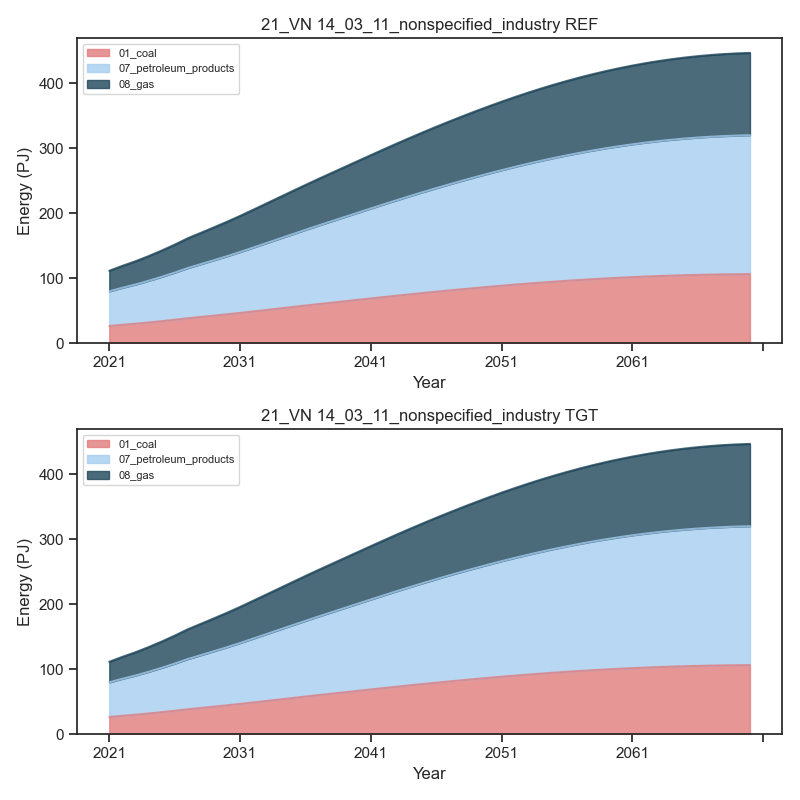 21_VN 14_03_11_nonspecified_industry REF
01_coal
07_petroleum_products
08_gas
Energy (PJ)
400
300
200
100
0
2021 2031 2041 2051 2061
Year
21_VN 14_03_11_nonspecified_industry TGT
01_coal
07_petroleum_products
08_gas
Energy (PJ)
400
300
200
100
0
2021 2031 2041 2051 2061
Year